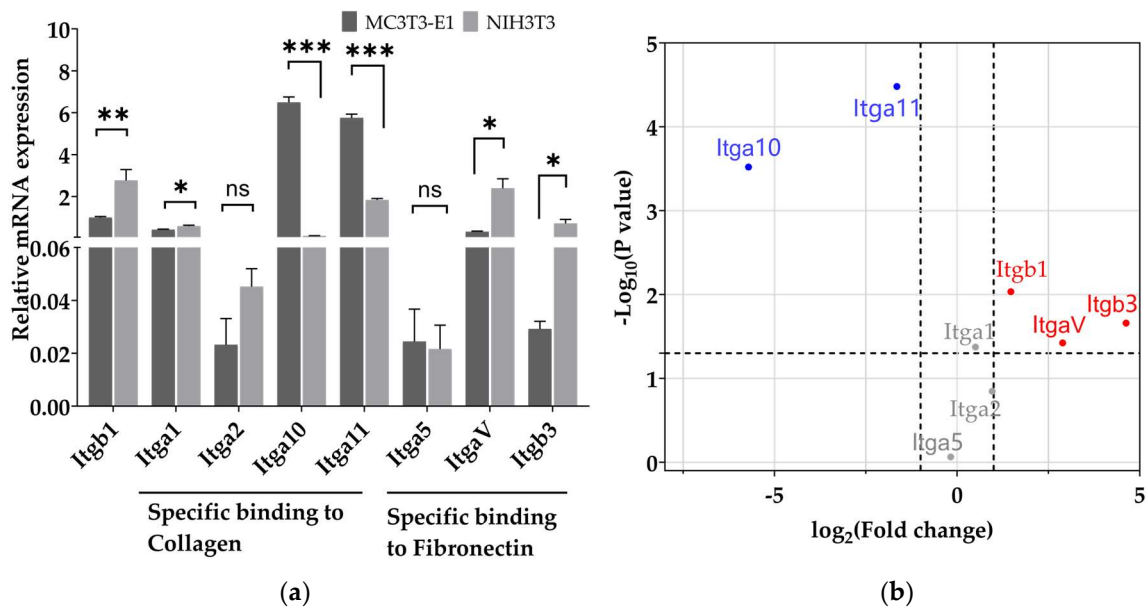 MC3T3-E1 NIH3T3
Relative mRNA expression
10
8
6
4
2
0.06
0.04
0.02
0.00
**
*
ns
***
***
ns
*
*
Itgb1
Itga1
Itga2
Itga10
Itga11
Itga5
ItgaV
Itgb3
Specific binding to
Collagen
Specific binding
to Fibronectin
(a)
-Log10(P value)
5
4
3
2
1
0
Itga11
Itga10
Itgb1
Itgb3
ItgaV
Itga1
Itga2
Itga5
-5
0
5
log2(Fold change)
(b)